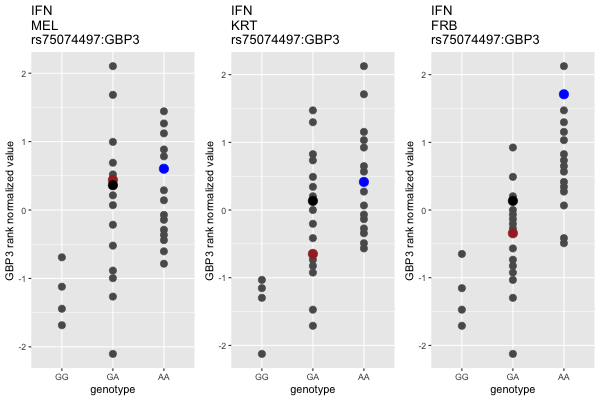 IFN
MEL
rs75074497:GBP3
GBP3 rank normalized value
2
1
0
-1
-2
GG
GA
AA
genotype
IFN
KRT
rs75074497:GBP3
GBP3 rank normalized value
2
1
0
-1
-2
GG
GA
AA
genotype
IFN
FRB
rs75074497:GBP3
GBP3 rank normalized value
2
1
0
-1
-2
GG
GA
AA
genotype